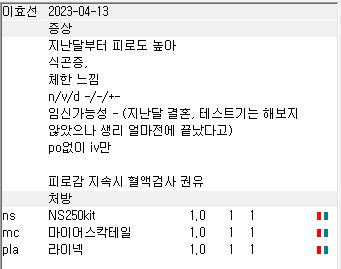 이효선 2023-04-13
증상
지난달부터 피로도 높아
식곤증,
체한 느낌
n/v/d -/-/+-
임신가능성 - (지난달 결혼, 테스트기는 해보지
않았으나 생리 얼마전에 끝났다고)
po없이 iv만
피로감 지속시 혈액검사 권유
처방
ns NS250kit 1.0 1 1
mc 마이어스칵테일 1.0 1 1
pla 라이넥 1.0 1 1